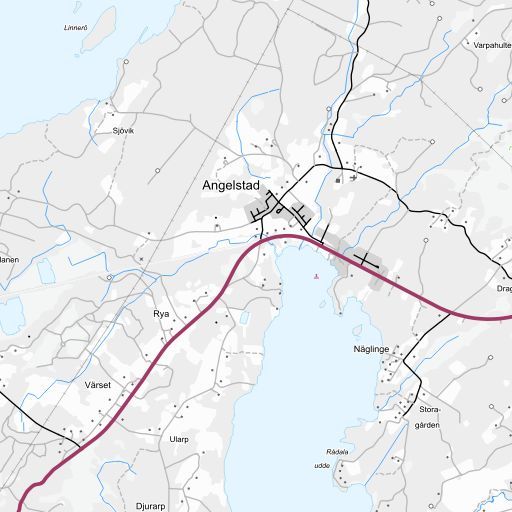 Linnerö
Varpahulte
Sjövik
Angelstad
lanen
Drag
Rya
Näglinge
Värset
Stora-
gården
Ularp
Rådala
udde
Djurarp